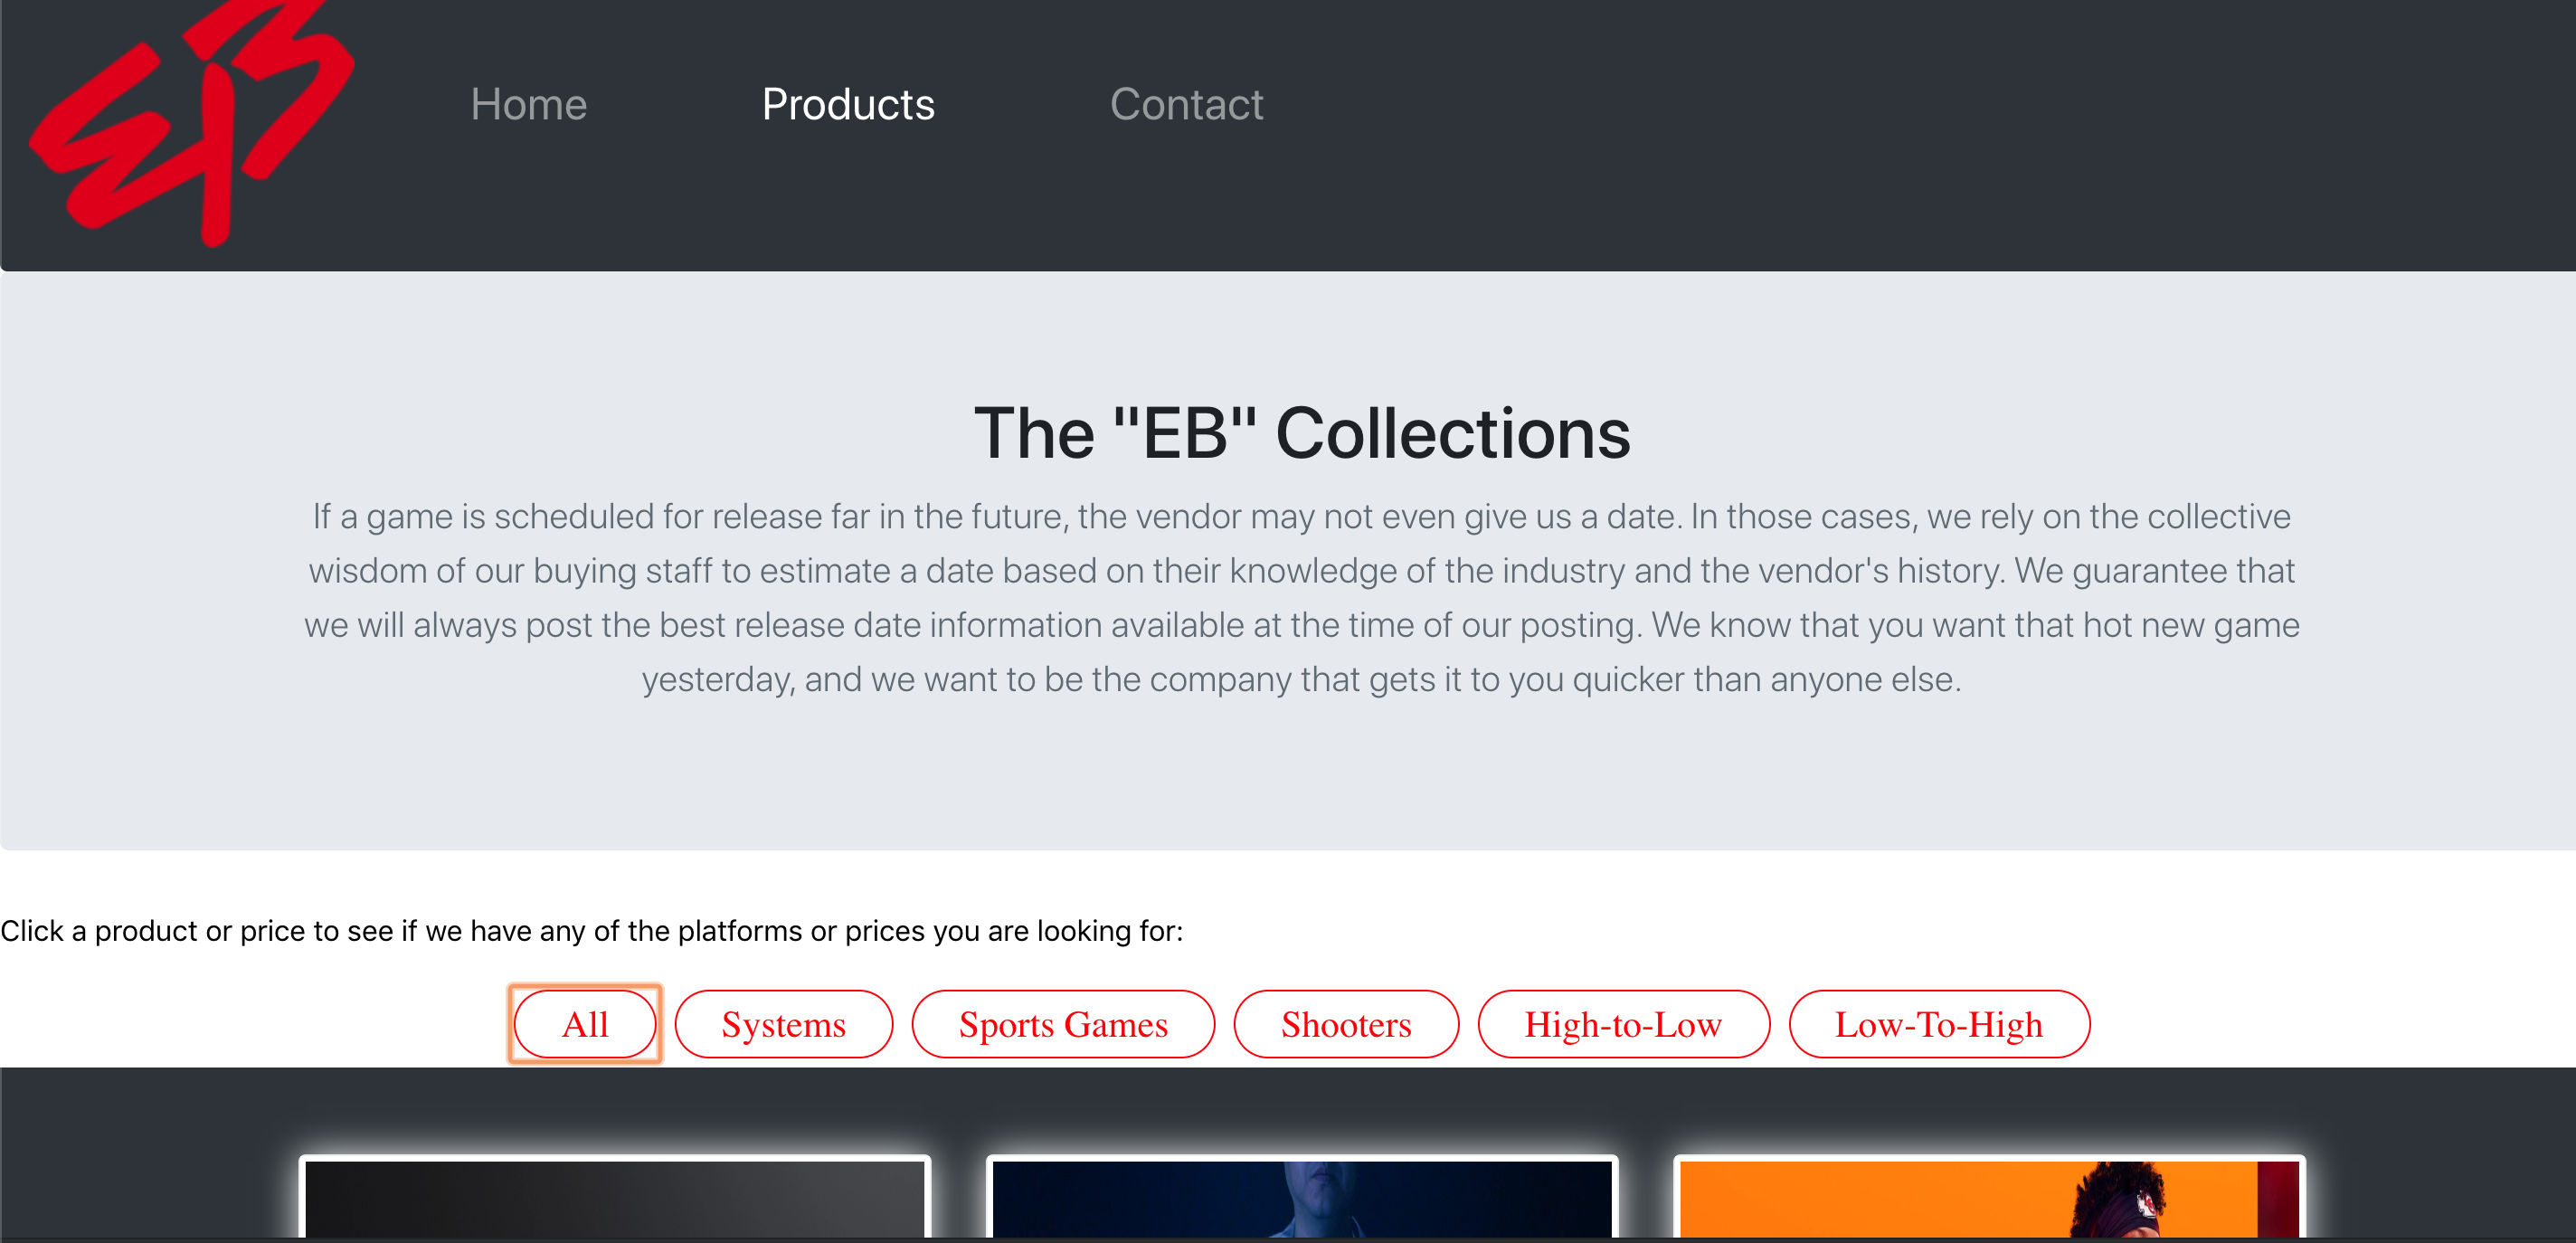 EB
Home Products Contact
The "EB" Collections
If a game is scheduled for release far in the future, the vendor may not even give us a date. In those cases, we rely on the collective
wisdom of our buying staff to estimate a date based on their knowledge of the industry and the vendor's history. We guarantee that
we will always post the best release date information available at the time of our posting. We know that you want that hot new game
yesterday, and we want to be the company that gets it to you quicker than anyone else.
Click a product or price to see if we have any of the platforms or prices you are looking for:
All Systems Sports Games Shooters High-to-Low Low-To-High